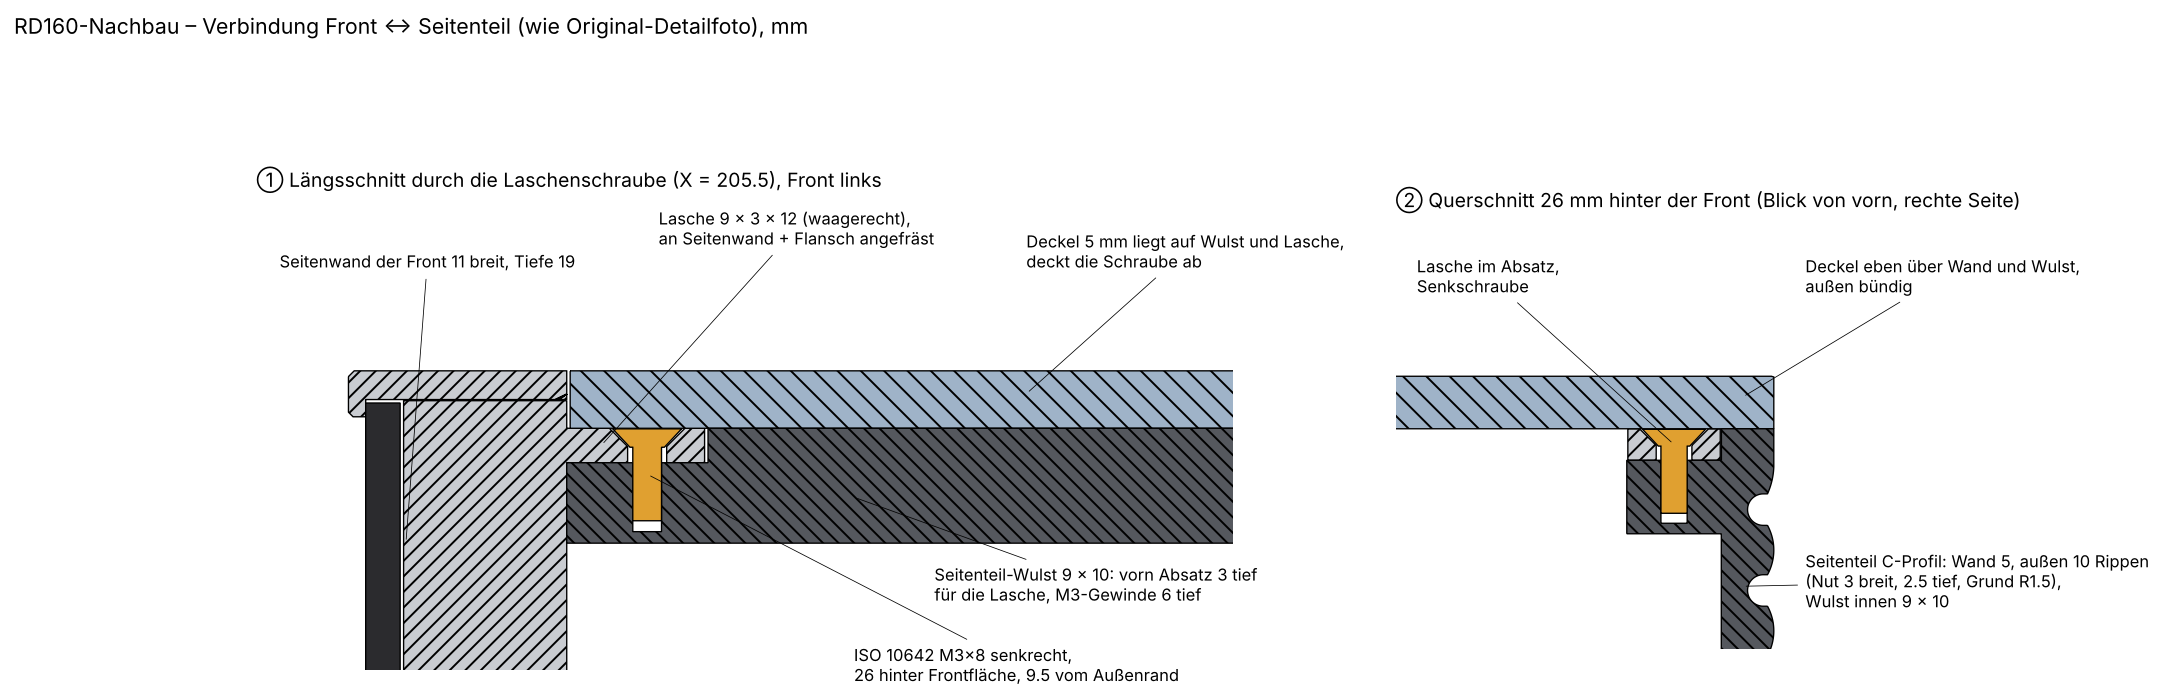 RD160-Nachbau – Verbindung Front ↔ Seitenteil (wie Original-Detailfoto), mm
① Längsschnitt durch die Laschenschraube (X = 205.5), Front links
Lasche 9 × 3 × 12 (waagerecht),
an Seitenwand + Flansch angefräst
Seitenwand der Front 11 breit, Tiefe 19
Deckel 5 mm liegt auf Wulst und Lasche,
deckt die Schraube ab
Seitenteil-Wulst 9 × 10: vorn Absatz 3 tief
für die Lasche, M3-Gewinde 6 tief
ISO 10642 M3×8 senkrecht,
26 hinter Frontfläche, 9.5 vom Außenrand
② Querschnitt 26 mm hinter der Front (Blick von vorn, rechte Seite)
Lasche im Absatz,
Senkschraube
Deckel eben über Wand und Wulst,
außen bündig
Seitenteil C-Profil: Wand 5, außen 10 Rippen
(Nut 3 breit, 2.5 tief, Grund R1.5),
Wulst innen 9 × 10